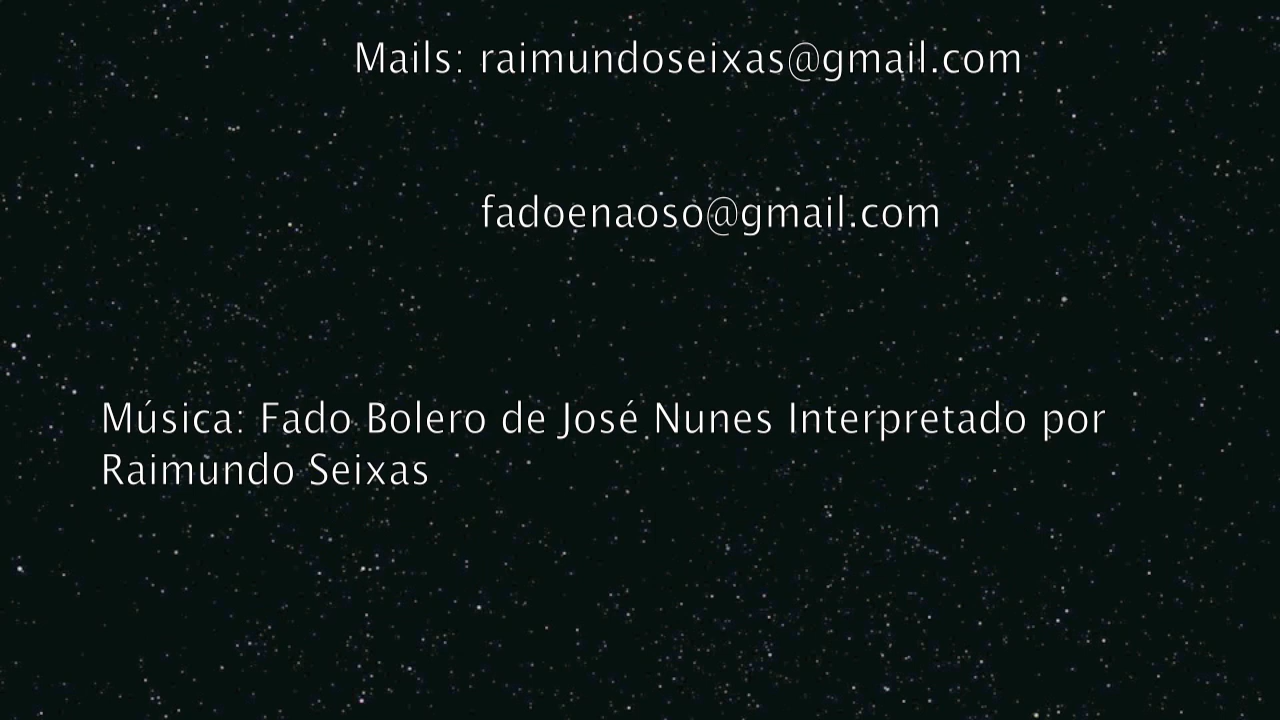 Mails: raimundoseixas@gmail.com
fadoenaoso@gmail.com
Música: Fado Bolero de José Nunes Interpretado por
Raimundo Seixas